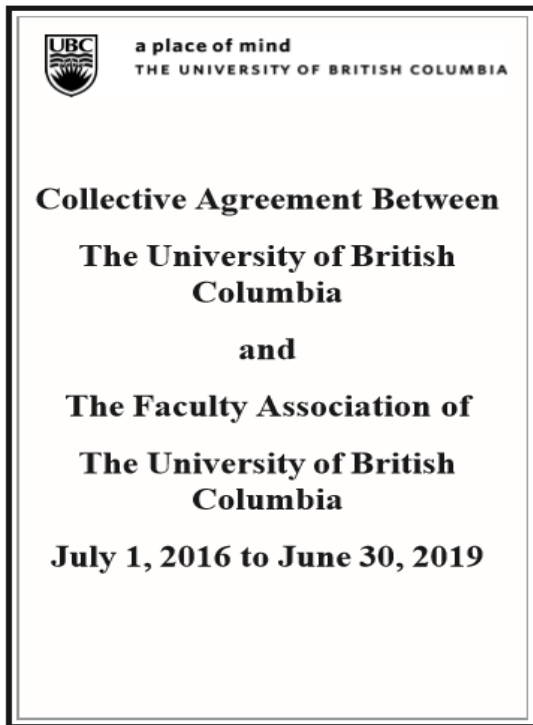 UBC
a place of mind
THE UNIVERSITY OF BRITISH COLUMBIA
Collective Agreement Between
The University of British
Columbia
and
The Faculty Association of
The University of British
Columbia
July 1, 2016 to June 30, 2019